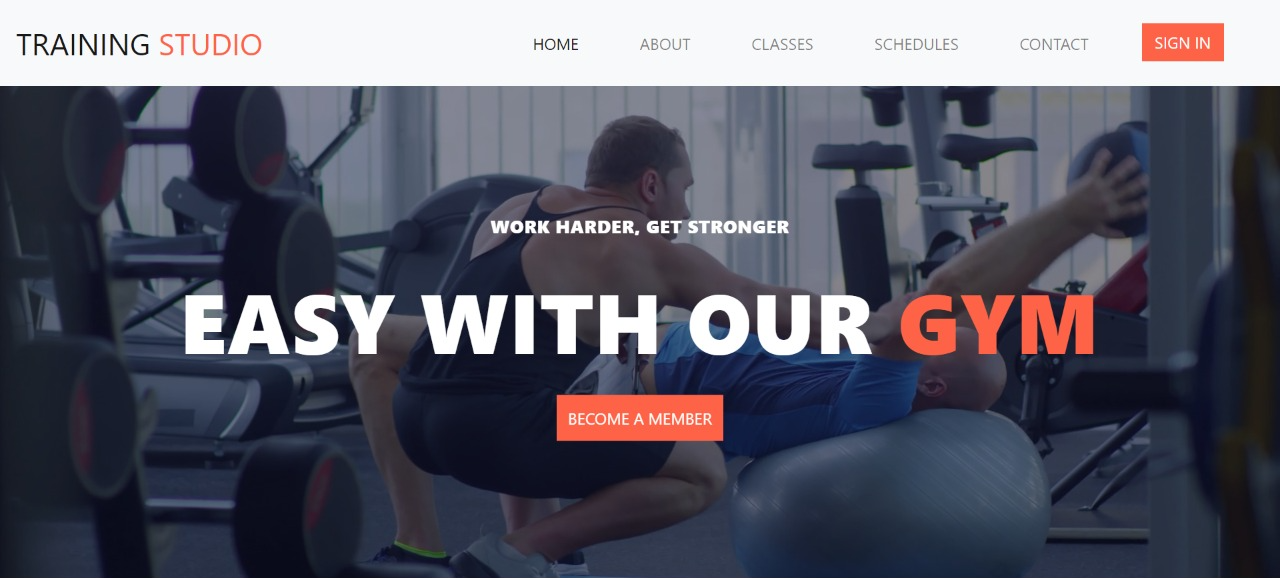 TRAINING STUDIO
HOME ABOUT CLASSES SCHEDULES CONTACT SIGN IN
WORK HARDER, GET STRONGER
EASY WITH OUR GYM
BECOME A MEMBER